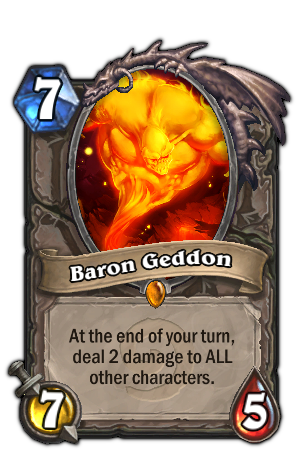 7
Baron Geddon
At the end of your turn,
deal 2 damage to ALL
other characters.
7
5